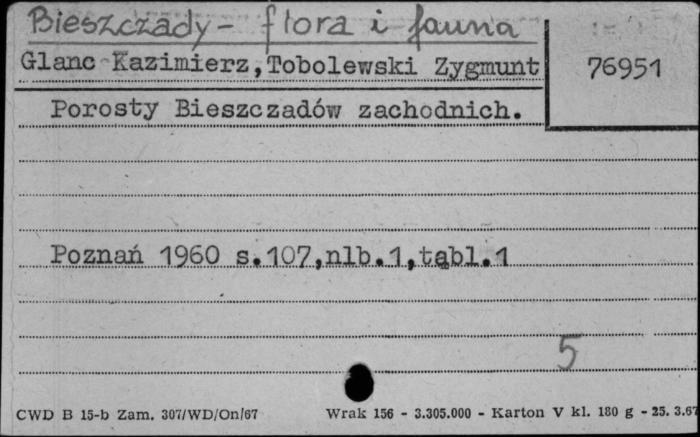 Bieszczady - flora i fauna
Glanc Kazimierz, Tobolewski Zygmunt
76951
Porosty Bieszczadów zachodnich.
Poznań 1960 s.107,nlb.1,tąbl.1
5
CWD B 15-b Zam. 307/WD/On/67 Wrak 156 - 3.305.000 - Karton V kl. 180 g - 25. 3.67